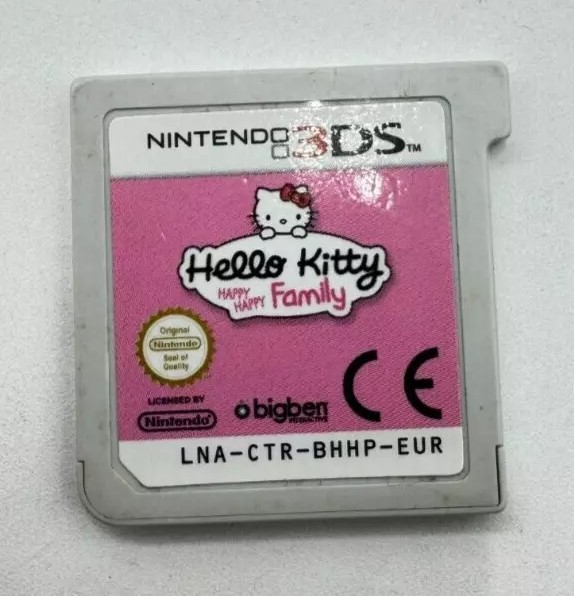 NINTENDO 3DS™
Hello Kitty
HAPPY
HAPPY Family
Original
Nintendo
Seal of
Quality
LICENSED BY
Nintendo
bigben
INTERACTIVE
CE
LNA-CTR-BHHP-EUR